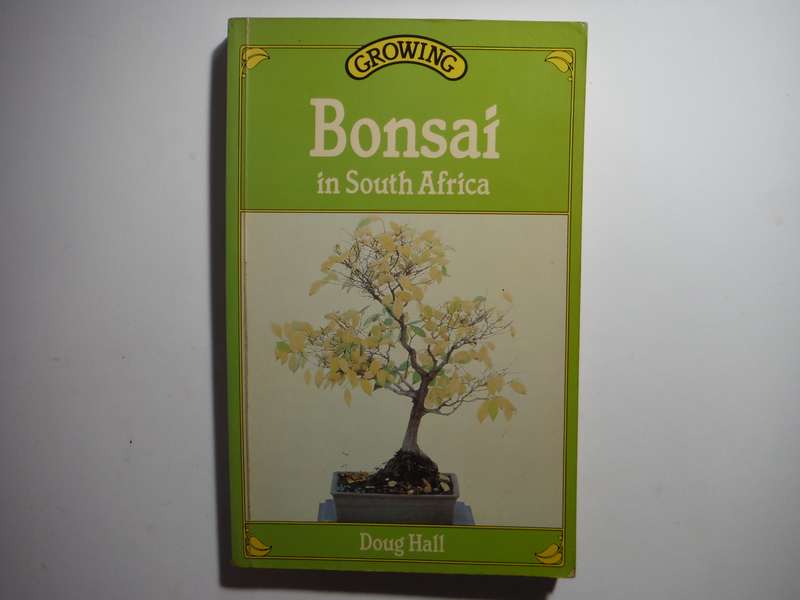 GROWING
Bonsai
in South Africa
Doug Hall